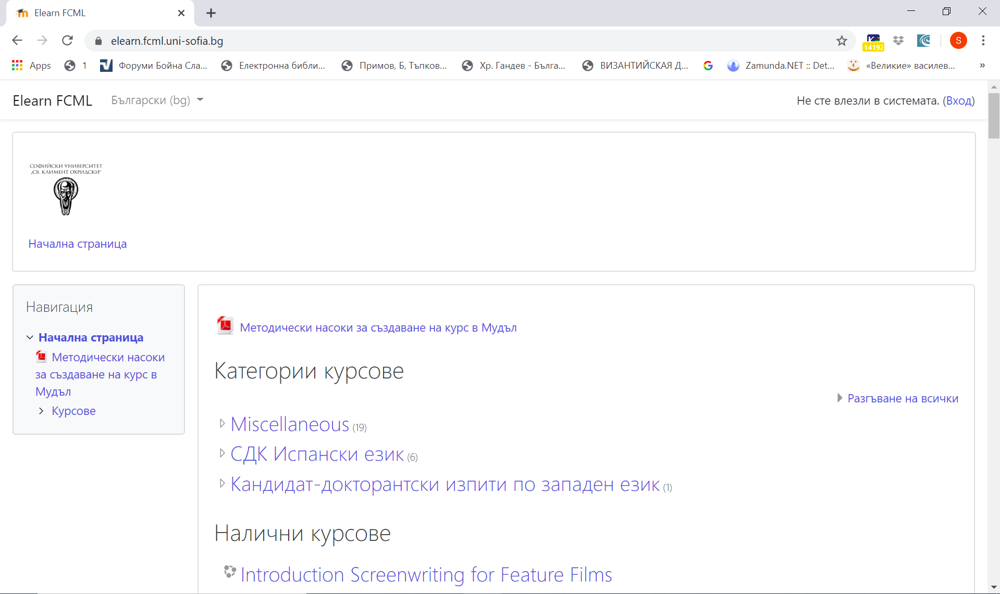 Elearn FCML
elearn.fcml.uni-sofia.bg
14192
S
Apps
1
Форуми Бойна Сла...
Електронна библи...
Примов, Б, Тъпков...
Хр. Гандев - Бълга...
ВИЗАНТИЙСКАЯ Д...
Zamunda.NET :: Det...
«Великие» василев...
»
Elearn FCML
Български (bg)
Не сте влезли в системата. (Вход)
СОФИЙСКИ УНИВЕРСИТЕТ
„СВ. КЛИМЕНТ ОХРИДСКИ“
Начална страница
Навигация
Начална страница
Методически насоки
за създаване на курс в
Мудъл
Курсове
Методически насоки за създаване на курс в Мудъл
Категории курсове
Разгъване на всички
Miscellaneous (19)
СДК Испански език (6)
Кандидат-докторантски изпити по западен език (1)
Налични курсове
Introduction Screenwriting for Feature Films